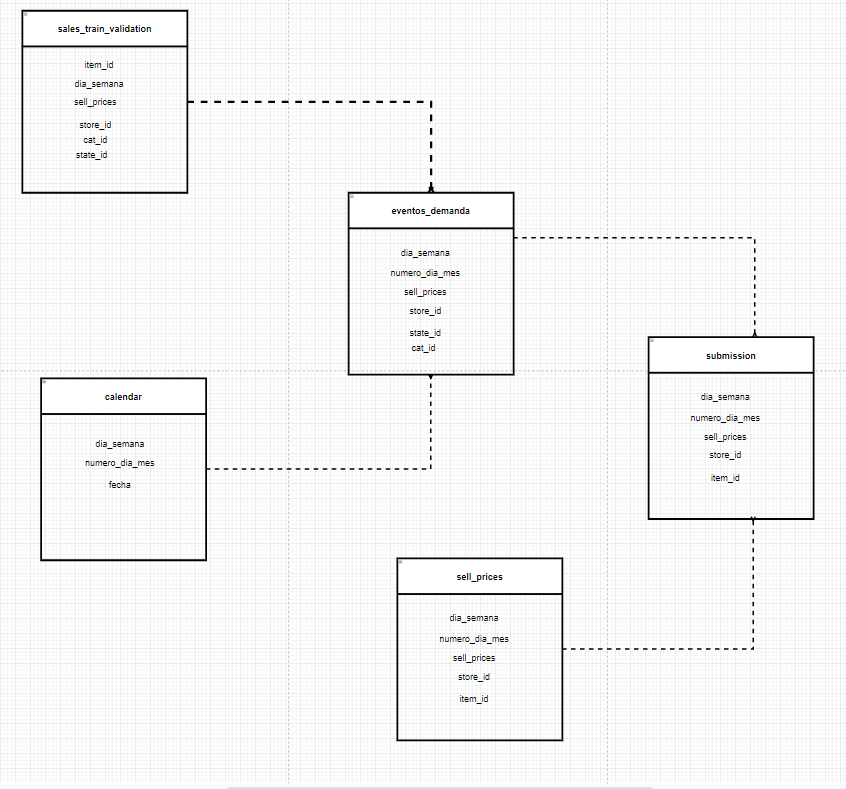 sales_train_validation
item_id
dia_semana
sell_prices
store_id
cat_id
state_id
eventos_demanda
dia_semana
numero_dia_mes
sell_prices
store_id
state_id
cat_id
submission
dia_semana
numero_dia_mes
sell_prices
store_id
item_id
calendar
dia_semana
numero_dia_mes
fecha
sell_prices
dia_semana
numero_dia_mes
sell_prices
store_id
item_id